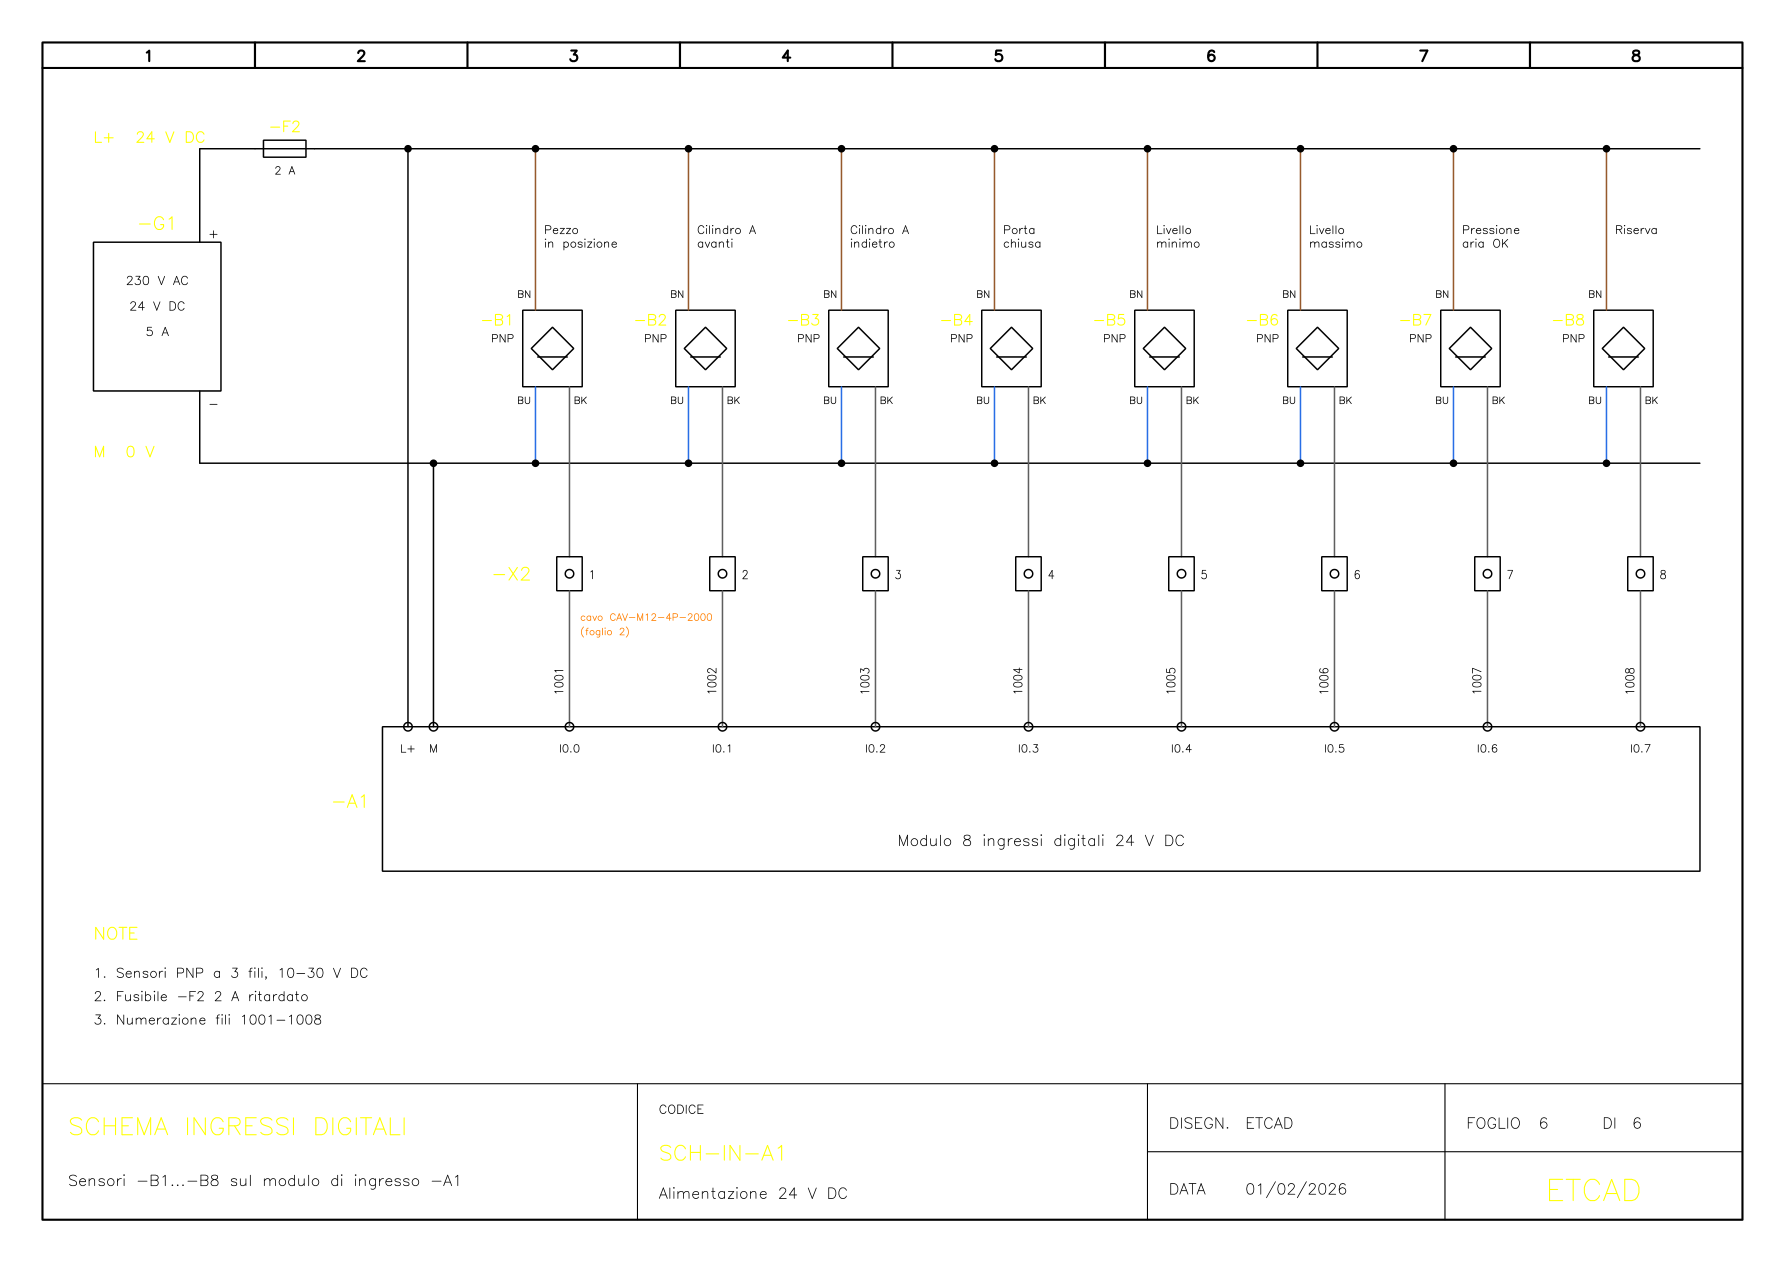 1 2 3 4 5 6 7 8
L+ 24 V DC
-F2
2 A
-G1
+
230 V AC
24 V DC
5 A
-
M 0 V
Pezzo
in posizione
Cilindro A
avanti
Cilindro A
indietro
Porta
chiusa
Livello
minimo
Livello
massimo
Pressione
aria OK
Riserva
BN BN BN BN BN BN BN BN
-B1 -B2 -B3 -B4 -B5 -B6 -B7 -B8
PNP PNP PNP PNP PNP PNP PNP PNP
BU BK BU BK BU BK BU BK BU BK BU BK BU BK BU BK
-X2 1 2 3 4 5 6 7 8
cavo CAV-M12-4P-2000
(foglio 2)
1001 1002 1003 1004 1005 1006 1007 1008
L+ M I0.0 I0.1 I0.2 I0.3 I0.4 I0.5 I0.6 I0.7
-A1
Modulo 8 ingressi digitali 24 V DC
NOTE
1. Sensori PNP a 3 fili, 10-30 V DC
2. Fusibile -F2 2 A ritardato
3. Numerazione fili 1001-1008
SCHEMA INGRESSI DIGITALI
Sensori -B1...-B8 sul modulo di ingresso -A1
CODICE
SCH-IN-A1
Alimentazione 24 V DC
DISEGN. ETCAD
DATA 01/02/2026
FOGLIO 6 DI 6
ETCAD